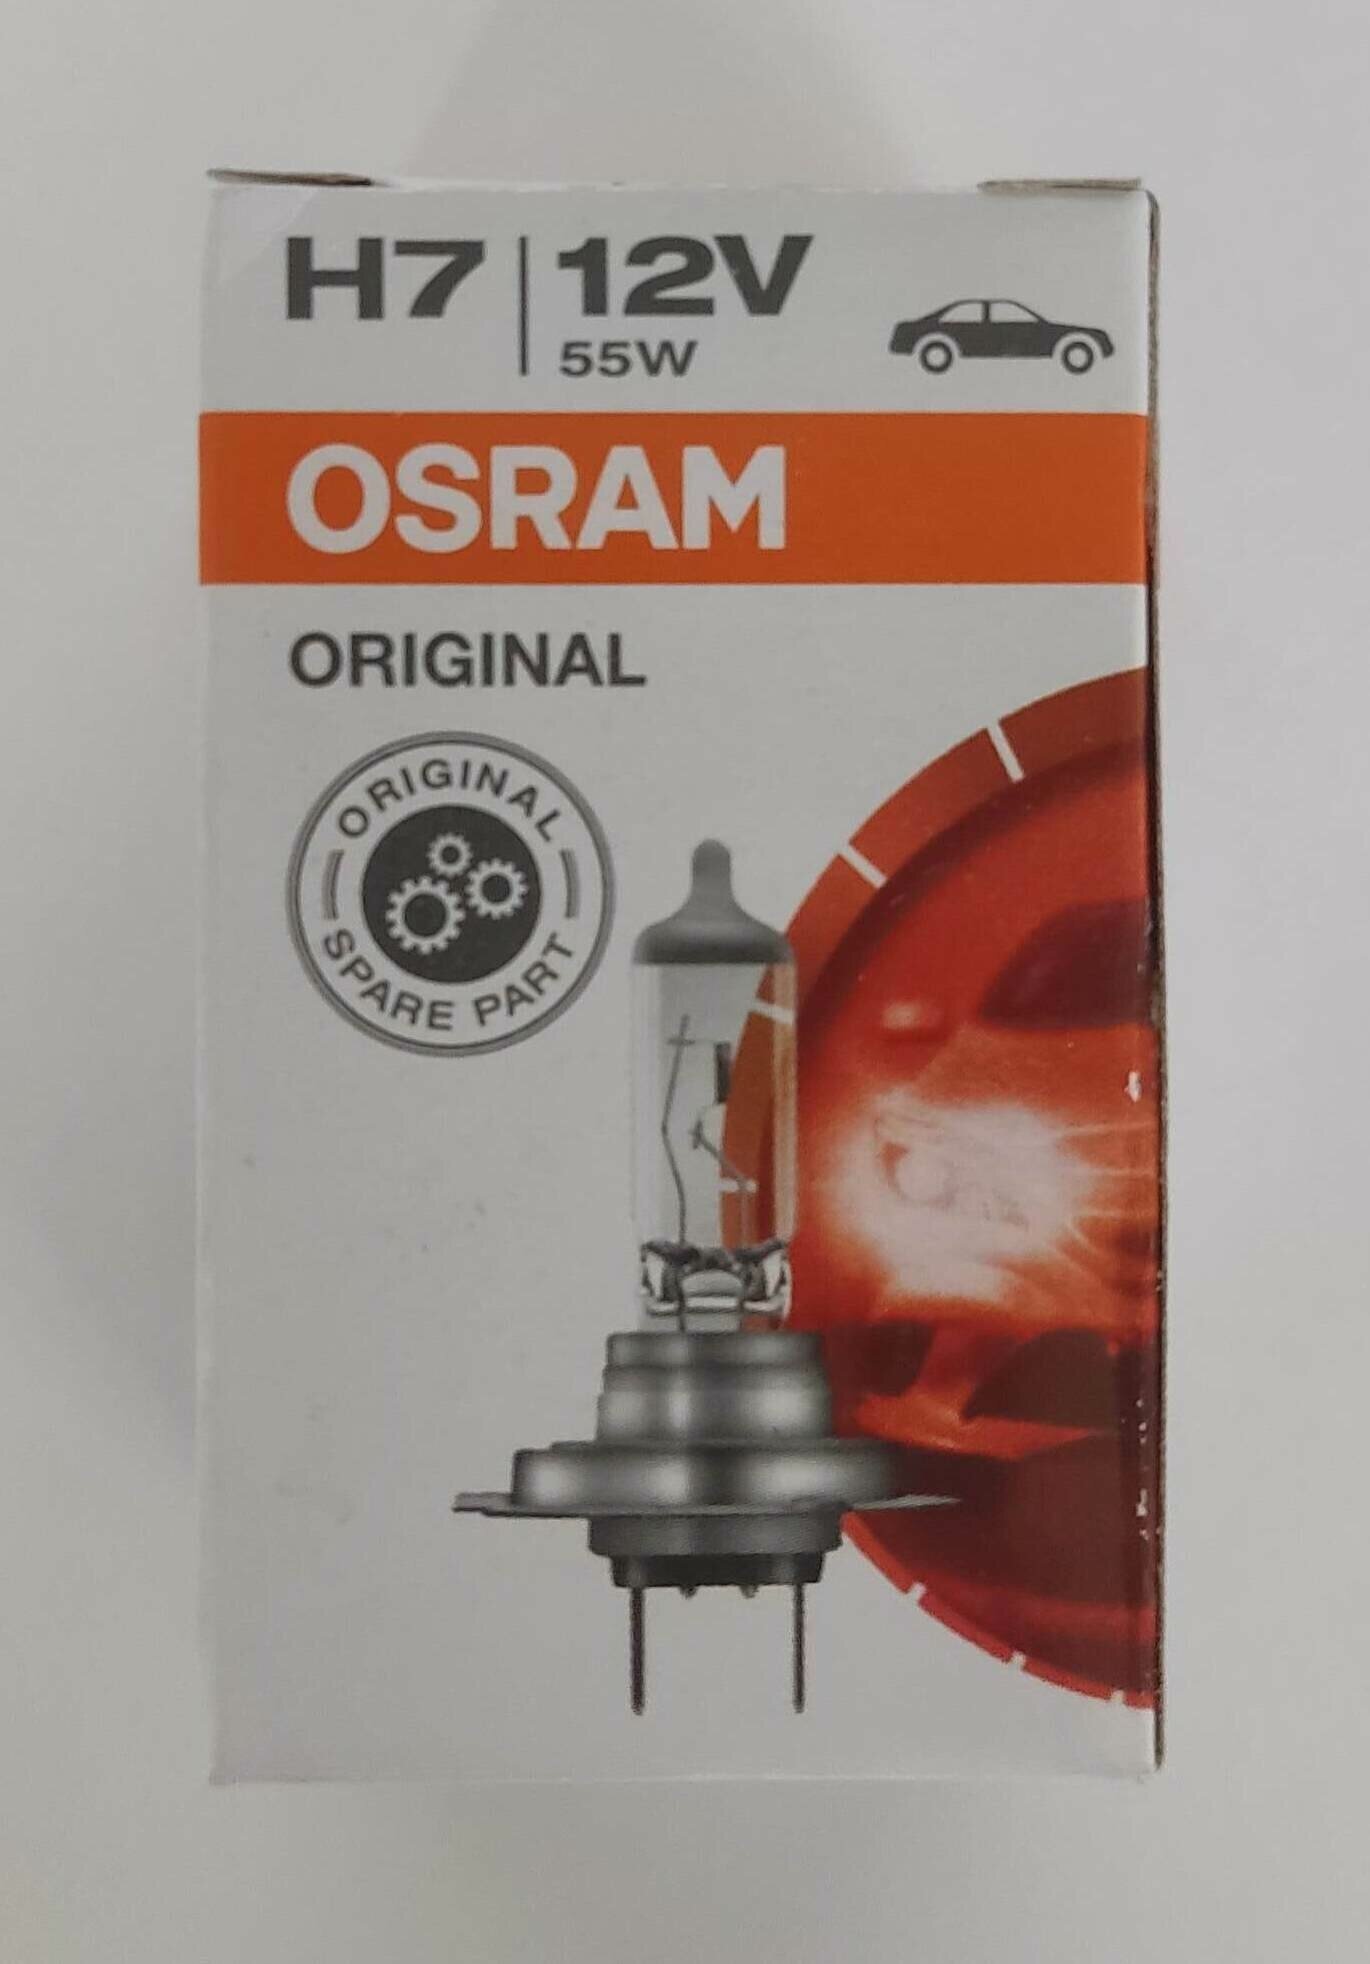 H7 12V
55W
OSRAM
ORIGINAL
ORIGINAL
SPARE PART